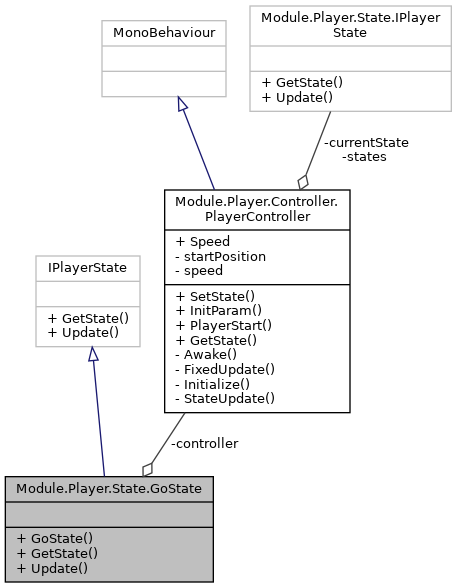 Module.Player.State.IPlayer
State
+ GetState()
+ Update()
MonoBehaviour
-currentState
-states
Module.Player.Controller.
PlayerController
+ Speed
- startPosition
- speed
+ SetState()
+ InitParam()
+ PlayerStart()
+ GetState()
- Awake()
- FixedUpdate()
- Initialize()
- StateUpdate()
IPlayerState
+ GetState()
+ Update()
-controller
Module.Player.State.GoState
+ GoState()
+ GetState()
+ Update()